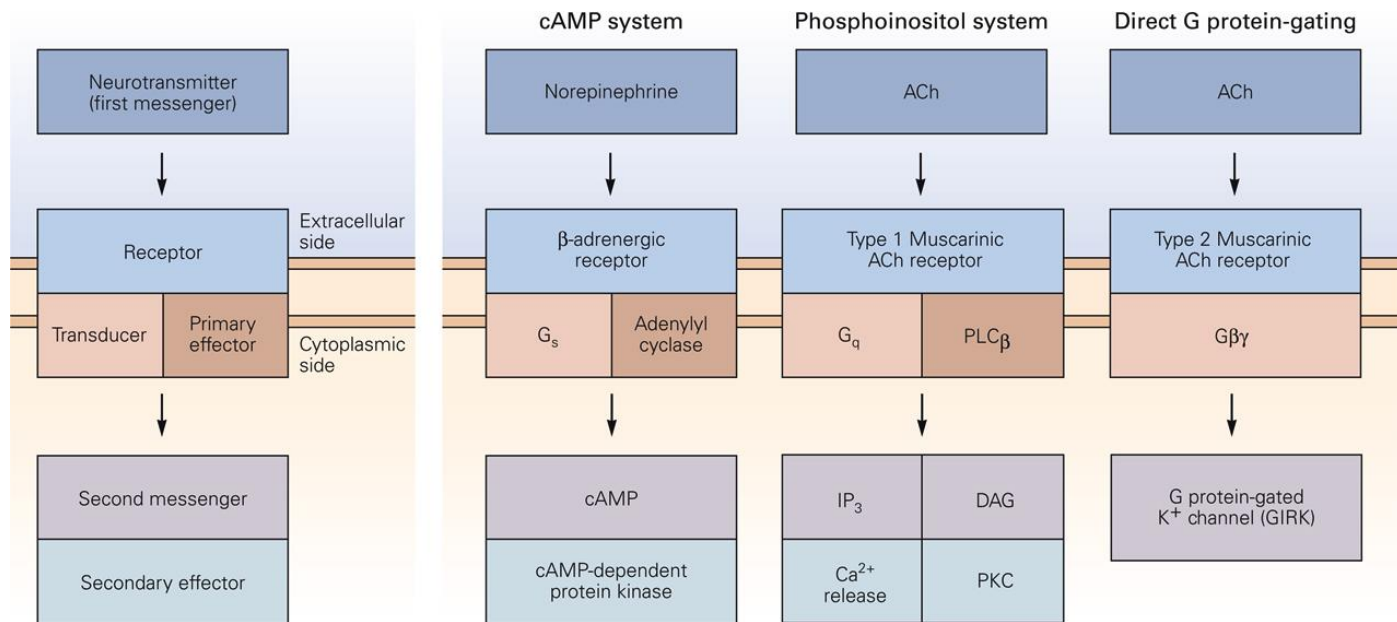 cAMP system
Phosphoinositol system
Direct G protein-gating
Neurotransmitter
(first messenger)
Norepinephrine
ACh
ACh
Receptor
Extracellular
side
β-adrenergic
receptor
Type 1 Muscarinic
ACh receptor
Type 2 Muscarinic
ACh receptor
Transducer
Primary
effector
Cytoplasmic
side
Gₛ
Adenylyl
cyclase
G_q
PLCβ
Gβγ
Second messenger
cAMP
IP₃
DAG
G protein-gated
K⁺ channel (GIRK)
Secondary effector
cAMP-dependent
protein kinase
Ca²⁺
release
PKC